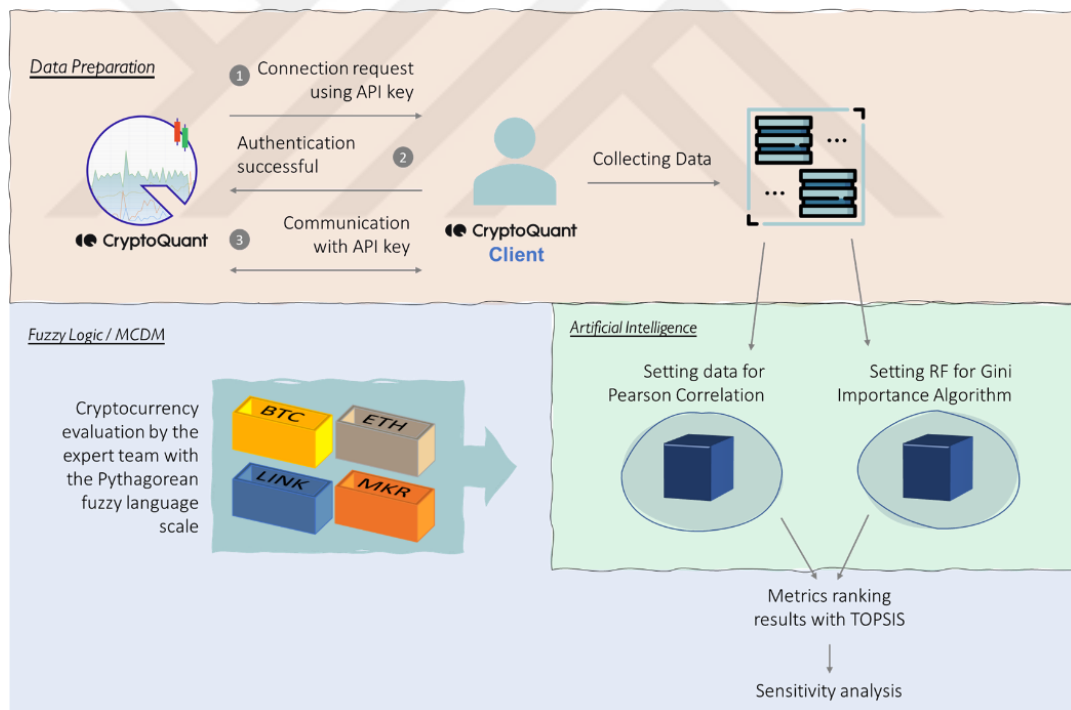 Data Preparation
1
Connection request
using API key
Authentication
successful
2
3
Communication
with API key
CryptoQuant
CryptoQuant
Client
Collecting Data
...
...
Fuzzy Logic / MCDM
Cryptocurrency
evaluation by the
expert team with
the Pythagorean
fuzzy language
scale
BTC
ETH
LINK
MKR
Artificial Intelligence
Setting data for
Pearson Correlation
Setting RF for Gini
Importance Algorithm
Metrics ranking
results with TOPSIS
Sensitivity analysis